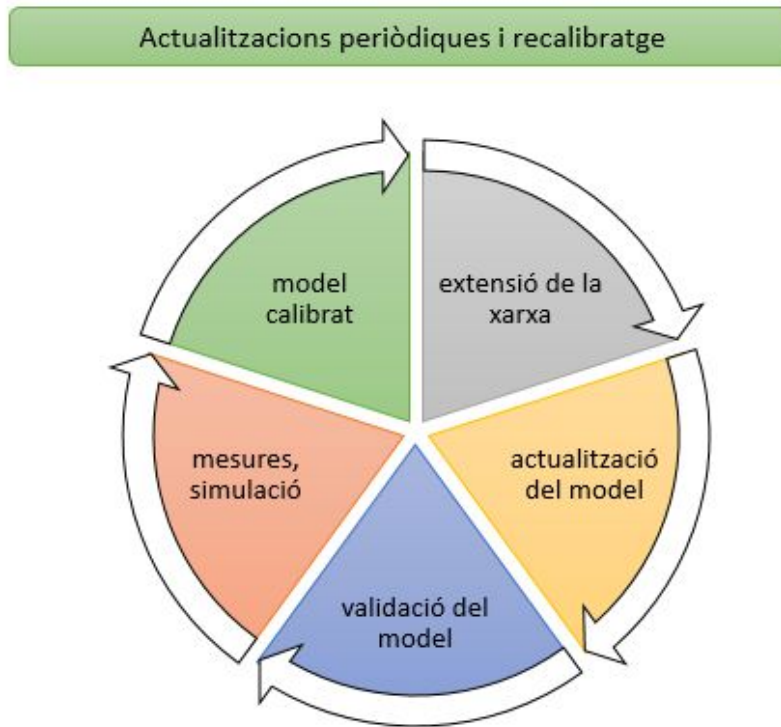 Actualitzacions periòdiques i recalibratge
extensió de la
xarxa
actualització
del model
validació del
model
mesures,
simulació
model
calibrat